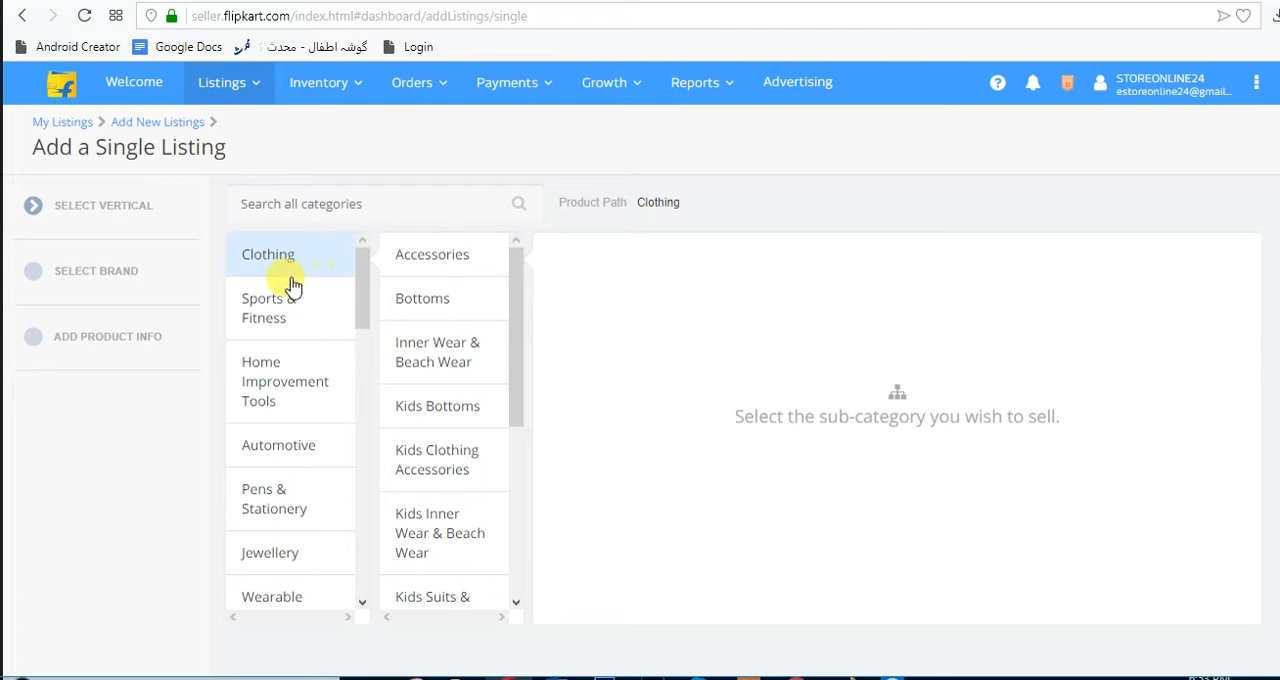 seller.flipkart.com/index.html#dashboard/addListings/single
Android Creator Google Docs گوشہ اطفال - محدث Login
Welcome Listings Inventory Orders Payments Growth Reports Advertising
STOREONLINE24
estoreonline24@gmail...
My Listings Add New Listings
Add a Single Listing
SELECT VERTICAL
SELECT BRAND
ADD PRODUCT INFO
Search all categories
Product Path Clothing
Clothing
Sports &
Fitness
Home
Improvement
Tools
Automotive
Pens &
Stationery
Jewellery
Wearable
Accessories
Bottoms
Inner Wear &
Beach Wear
Kids Bottoms
Kids Clothing
Accessories
Kids Inner
Wear & Beach
Wear
Kids Suits &
Select the sub-category you wish to sell.